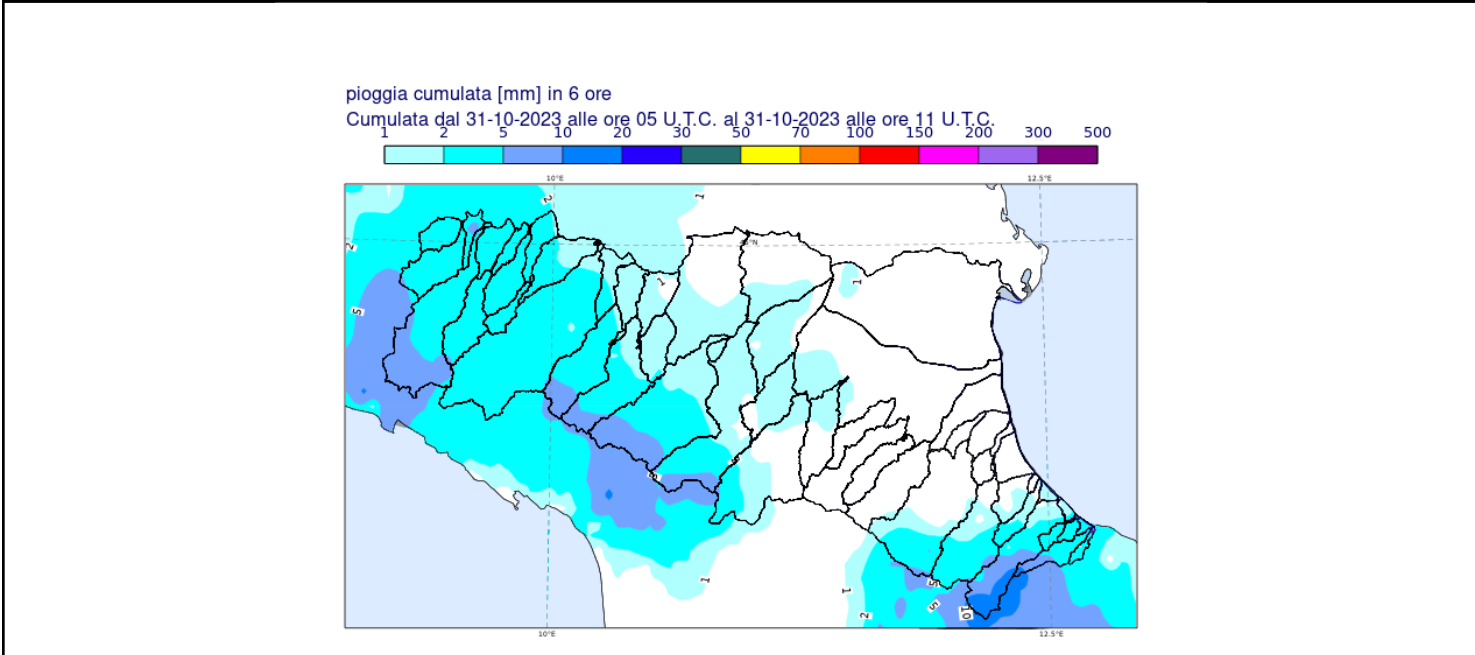 pioggia cumulata [mm] in 6 ore
Cumulata dal 31-10-2023 alle ore 05 U.T.C. al 31-10-2023 alle ore 11 U.T.C.
1 2 5 10 20 30 50 70 100 150 200 300 500
10°E 12.5°E
2 1
2 °N
1 1
5
5
1 1 5 5 2 10
10°E 12.5°E